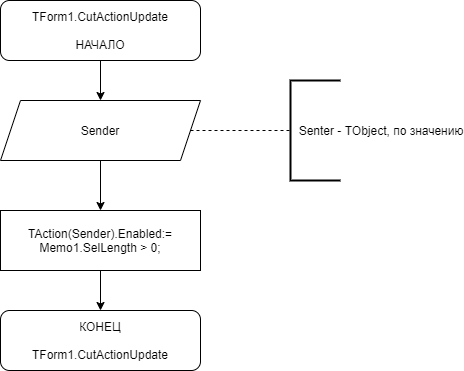 TForm1.CutActionUpdate
НАЧАЛО
Sender
Senter - TObject, по значению
TAction(Sender).Enabled:=
Memo1.SelLength > 0;
КОНЕЦ
TForm1.CutActionUpdate